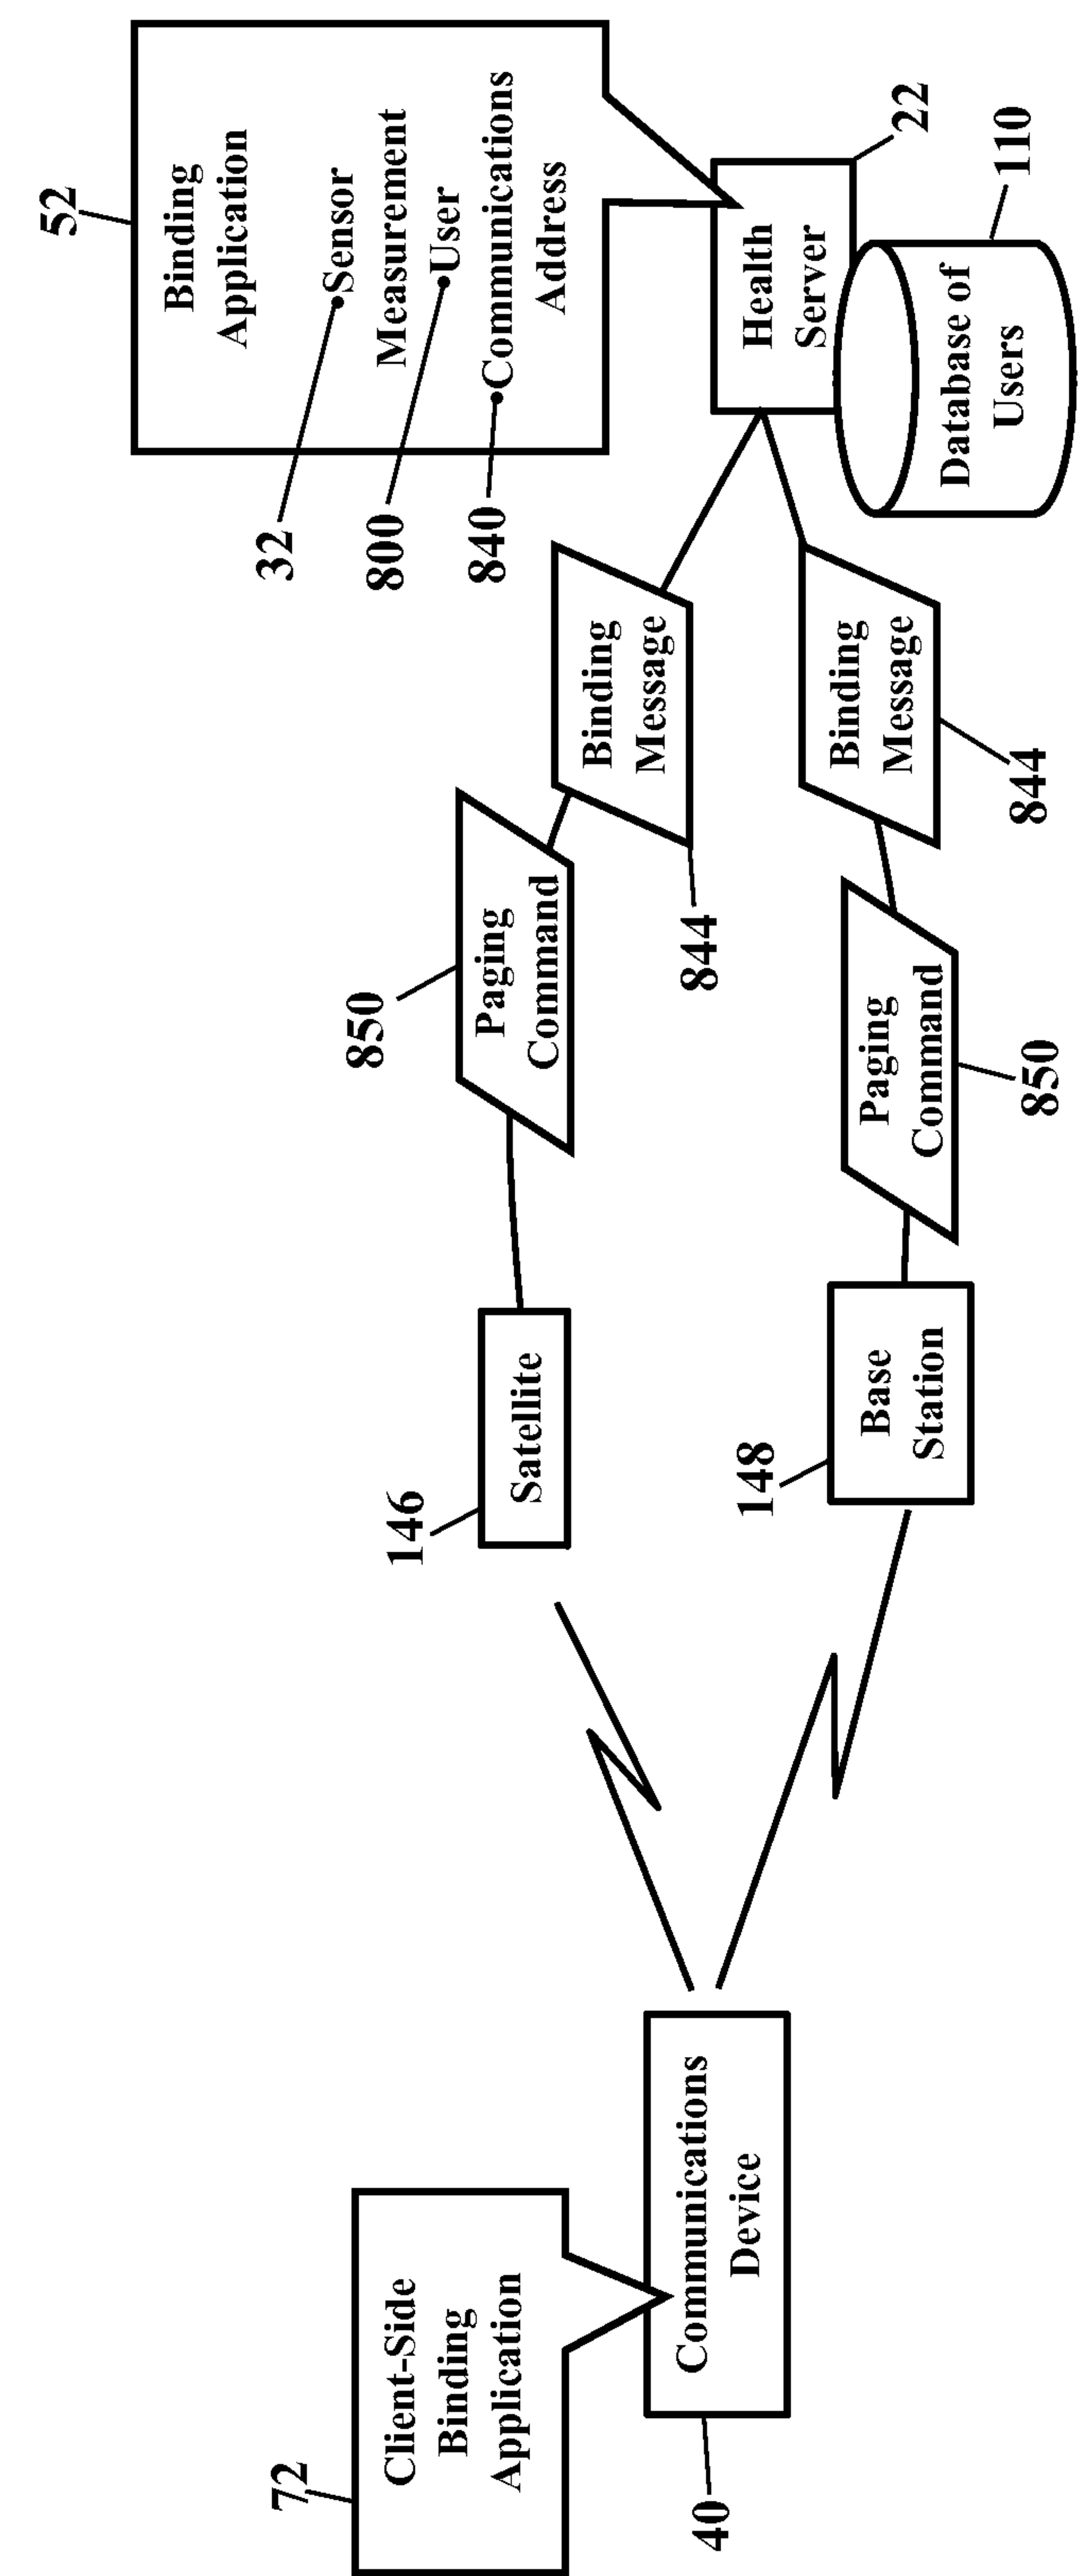 72
Client-Side
Binding
Application
40
Communications
Device
146
Satellite
148
Base
Station
850
Paging
Command
850
Paging
Command
844
Binding
Message
844
Binding
Message
52
Binding
Application
32
Sensor
Measurement
800
User
840
Communications
Address
22
Health
Server
110
Database of
Users